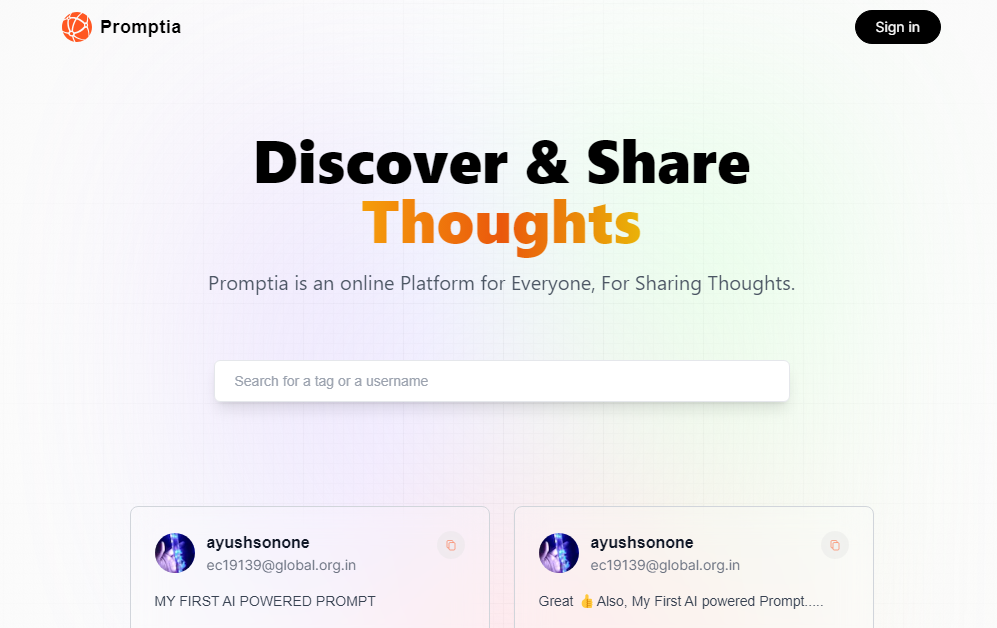 Promptia
Sign in
Discover & Share
Thoughts
Promptia is an online Platform for Everyone, For Sharing Thoughts.
Search for a tag or a username
ayushsonone
ec19139@global.org.in
MY FIRST AI POWERED PROMPT
ayushsonone
ec19139@global.org.in
Great 👍 Also, My First AI powered Prompt.....